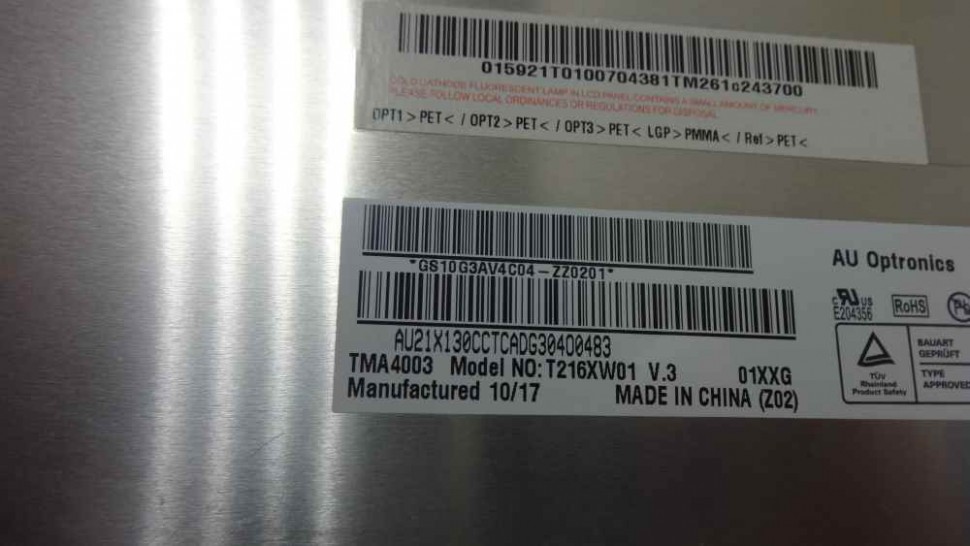 015921T0100704381TM261c243700
COLD CATHODE FLUORESCENT LAMP IN LCD PANEL CONTAINS A SMALL AMOUNT OF MERCURY
PLEASE FOLLOW LOCAL ORDINANCES OR REGULATIONS FOR DISPOSAL
OPT1>PET< / OPT2>PET< / OPT3>PET< LGP>PMMA< / Ref>PET<
*GS10G3AV4C04-ZZ0201*
AU Optronics
c RU US
E204356
RoHS
Pb
AU21X130CCTCADG30400483
TMA4003 Model NO: T216XW01 V.3 01XXG
Manufactured 10/17 MADE IN CHINA (Z02)
TÜV
Rheinland
Product Safety
BAUART
GEPRÜFT
TYPE
APPROVED